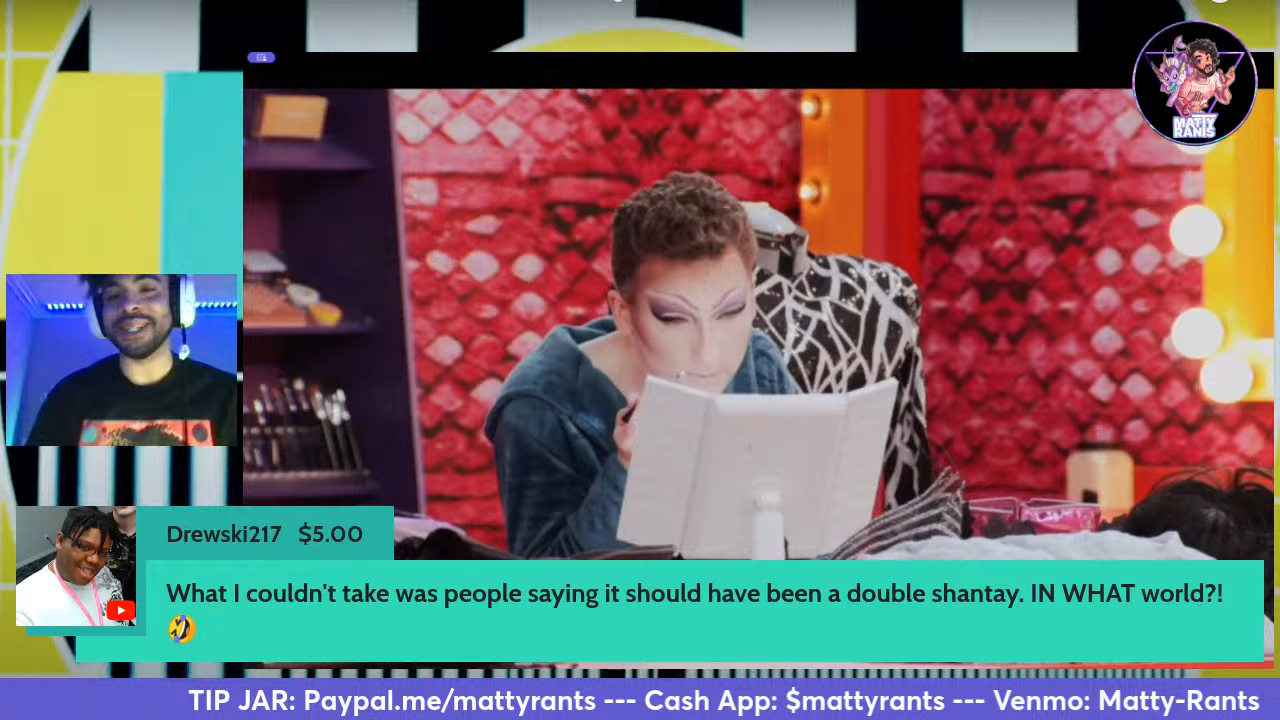 MATTY
RANTS
Drewski217 $5.00
What I couldn't take was people saying it should have been a double shantay. IN WHAT world?!
🤣
TIP JAR: Paypal.me/mattyrants --- Cash App: $mattyrants --- Venmo: Matty-Rants